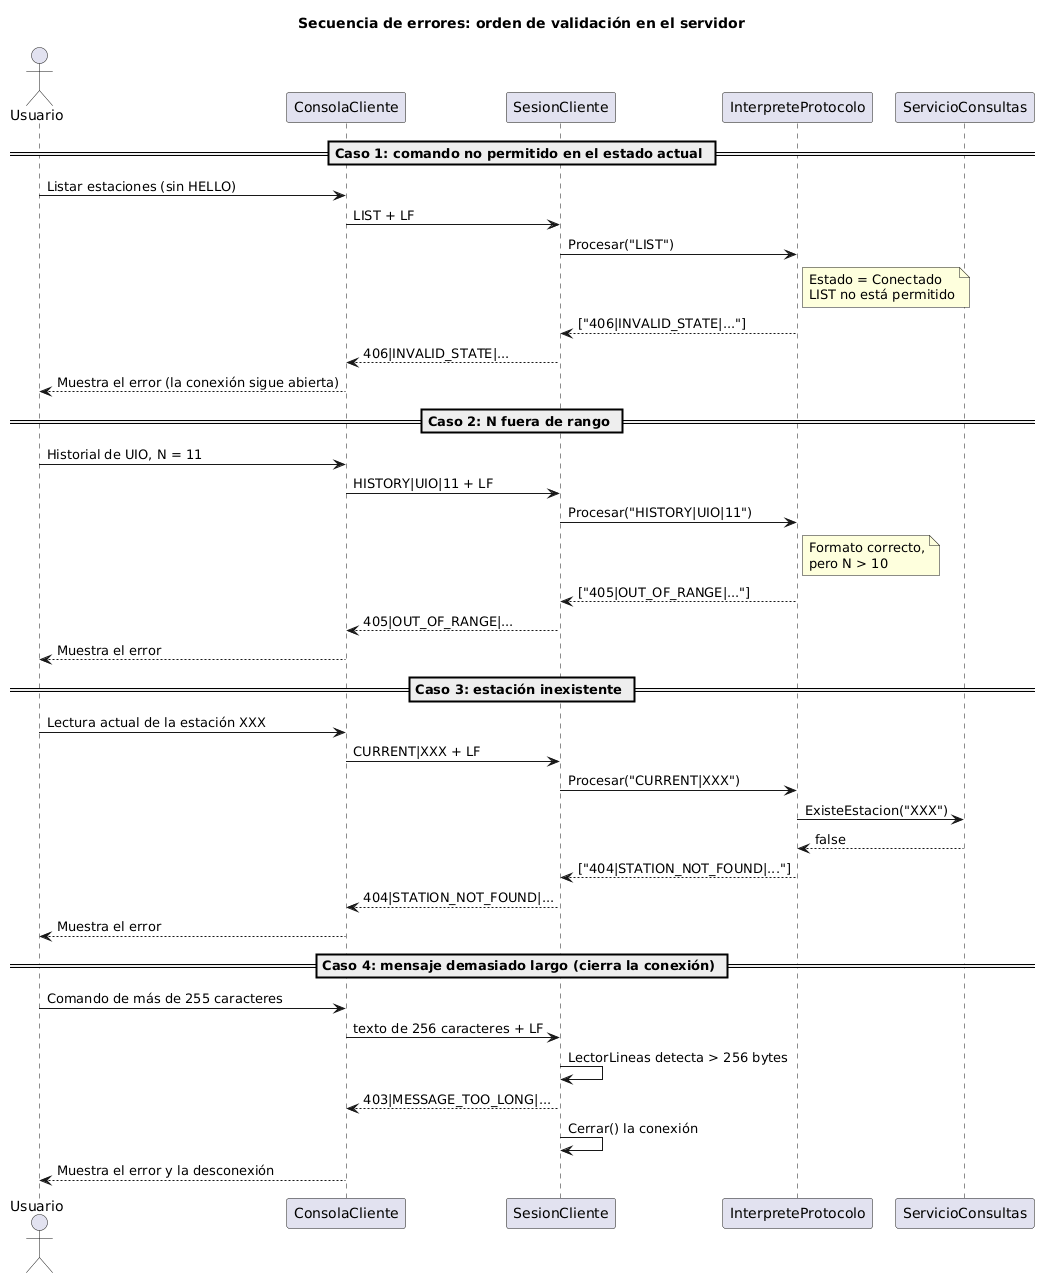 Secuencia de errores: orden de validación en el servidor
Usuario
ConsolaCliente
SesionCliente
InterpreteProtocolo
ServicioConsultas
Caso 1: comando no permitido en el estado actual
Listar estaciones (sin HELLO)
LIST + LF
Procesar("LIST")
Estado = Conectado
LIST no está permitido
["406|INVALID_STATE|..."]
406|INVALID_STATE|...
Muestra el error (la conexión sigue abierta)
Caso 2: N fuera de rango
Historial de UIO, N = 11
HISTORY|UIO|11 + LF
Procesar("HISTORY|UIO|11")
Formato correcto,
pero N > 10
["405|OUT_OF_RANGE|..."]
405|OUT_OF_RANGE|...
Muestra el error
Caso 3: estación inexistente
Lectura actual de la estación XXX
CURRENT|XXX + LF
Procesar("CURRENT|XXX")
ExisteEstacion("XXX")
false
["404|STATION_NOT_FOUND|..."]
404|STATION_NOT_FOUND|...
Muestra el error
Caso 4: mensaje demasiado largo (cierra la conexión)
Comando de más de 255 caracteres
texto de 256 caracteres + LF
LectorLineas detecta > 256 bytes
403|MESSAGE_TOO_LONG|...
Cerrar() la conexión
Muestra el error y la desconexión
Usuario
ConsolaCliente
SesionCliente
InterpreteProtocolo
ServicioConsultas